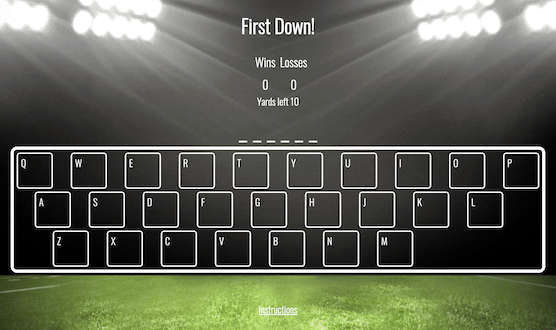 First Down!
Wins Losses
0 0
Yards left 10
_ _ _ _ _ _
Q W E R T Y U I O P
A S D F G H J K L
Z X C V B N M
Instructions